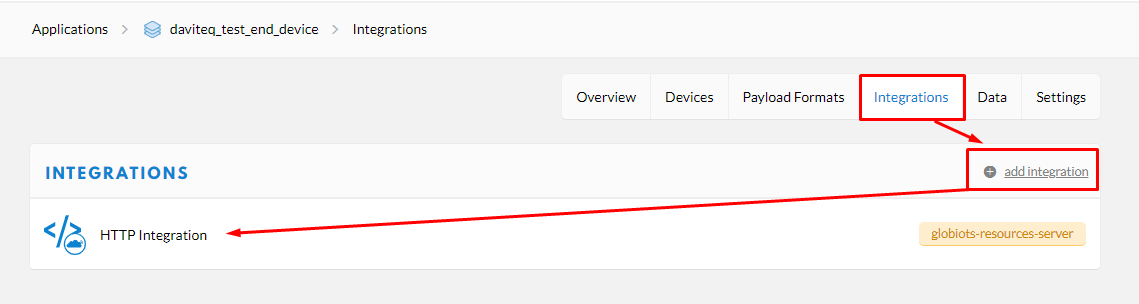 Applications > daviteq_test_end_device > Integrations
Overview Devices Payload Formats Integrations Data Settings
INTEGRATIONS add integration
HTTP Integration globiots-resources-server